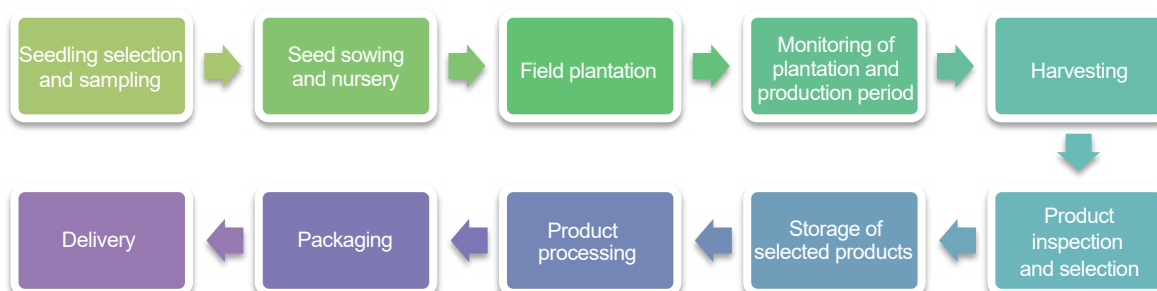 Seedling selection
and sampling
Seed sowing
and nursery
Field plantation
Monitoring of
plantation and
production period
Harvesting
Product
inspection
and selection
Storage of
selected products
Product
processing
Packaging
Delivery